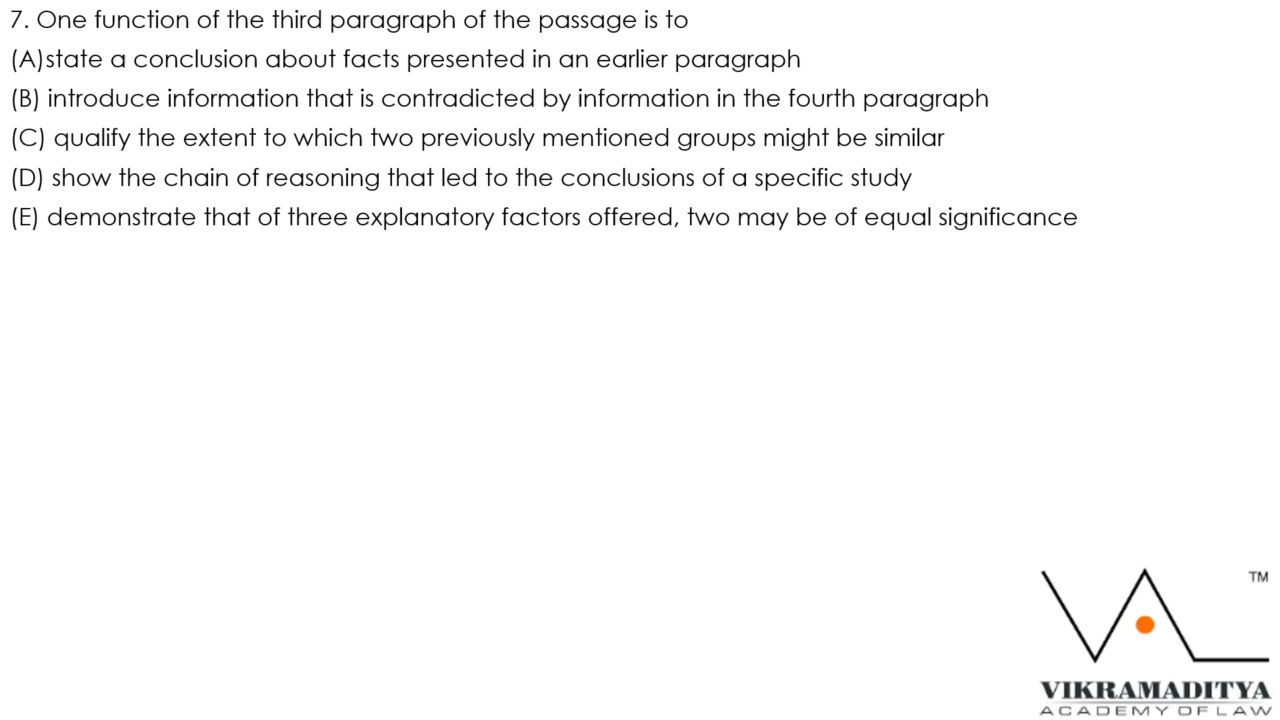 7. One function of the third paragraph of the passage is to
(A)state a conclusion about facts presented in an earlier paragraph
(B) introduce information that is contradicted by information in the fourth paragraph
(C) qualify the extent to which two previously mentioned groups might be similar
(D) show the chain of reasoning that led to the conclusions of a specific study
(E) demonstrate that of three explanatory factors offered, two may be of equal significance
TM
VIKRAMADITYA
ACADEMY OF LAW